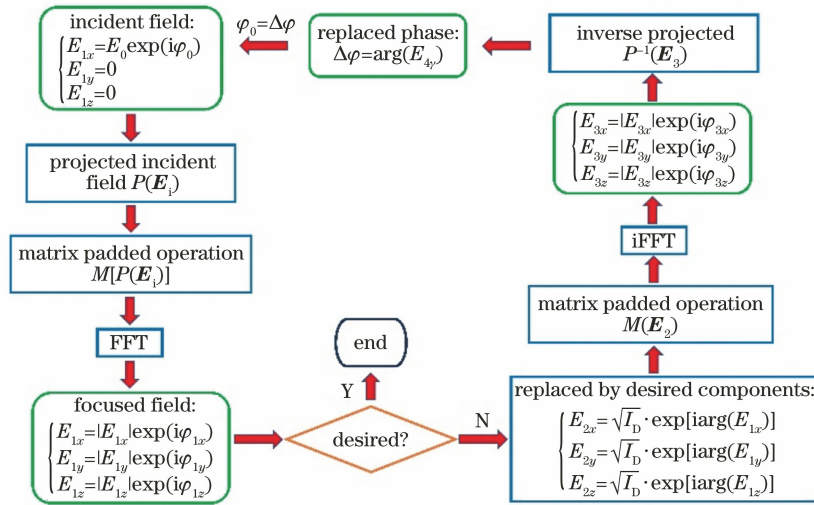 incident field:
E₁ₓ=E₀exp(iφ₀)
E₁y=0
E₁z=0
projected incident
field P(Eᵢ)
matrix padded operation
M[P(Eᵢ)]
FFT
focused field:
E₁ₓ=|E₁ₓ|exp(iφ₁ₓ)
E₁y=|E₁y|exp(iφ₁y)
E₁z=|E₁z|exp(iφ₁z)
desired?
Y
end
N
replaced by desired components:
E₂ₓ=√I_D·exp[iarg(E₁ₓ)]
E₂y=√I_D·exp[iarg(E₁y)]
E₂z=√I_D·exp[iarg(E₁z)]
matrix padded operation
M(E₂)
iFFT
E₃ₓ=|E₃ₓ|exp(iφ₃ₓ)
E₃y=|E₃y|exp(iφ₃y)
E₃z=|E₃z|exp(iφ₃z)
inverse projected
P⁻¹(E₃)
replaced phase:
Δφ=arg(E₄γ)
φ₀=Δφ